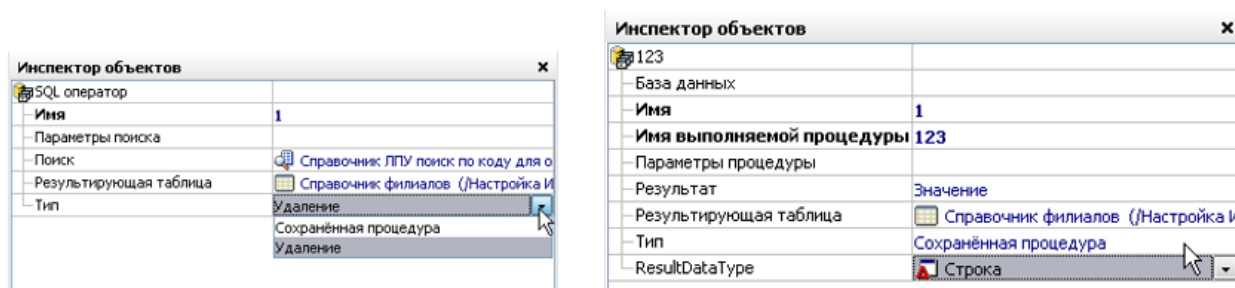 Инспектор объектов
SQL оператор
Имя 1
Параметры поиска
Поиск Справочник ЛПУ поиск по коду для о
Результирующая таблица Справочник филиалов (/Настройка И
Тип Удаление
Сохранённая процедура
Удаление
Инспектор объектов
123
База данных
Имя 1
Имя выполняемой процедуры 123
Параметры процедуры
Результат Значение
Результирующая таблица Справочник филиалов (/Настройка И
Тип Сохранённая процедура
ResultDataType Строка